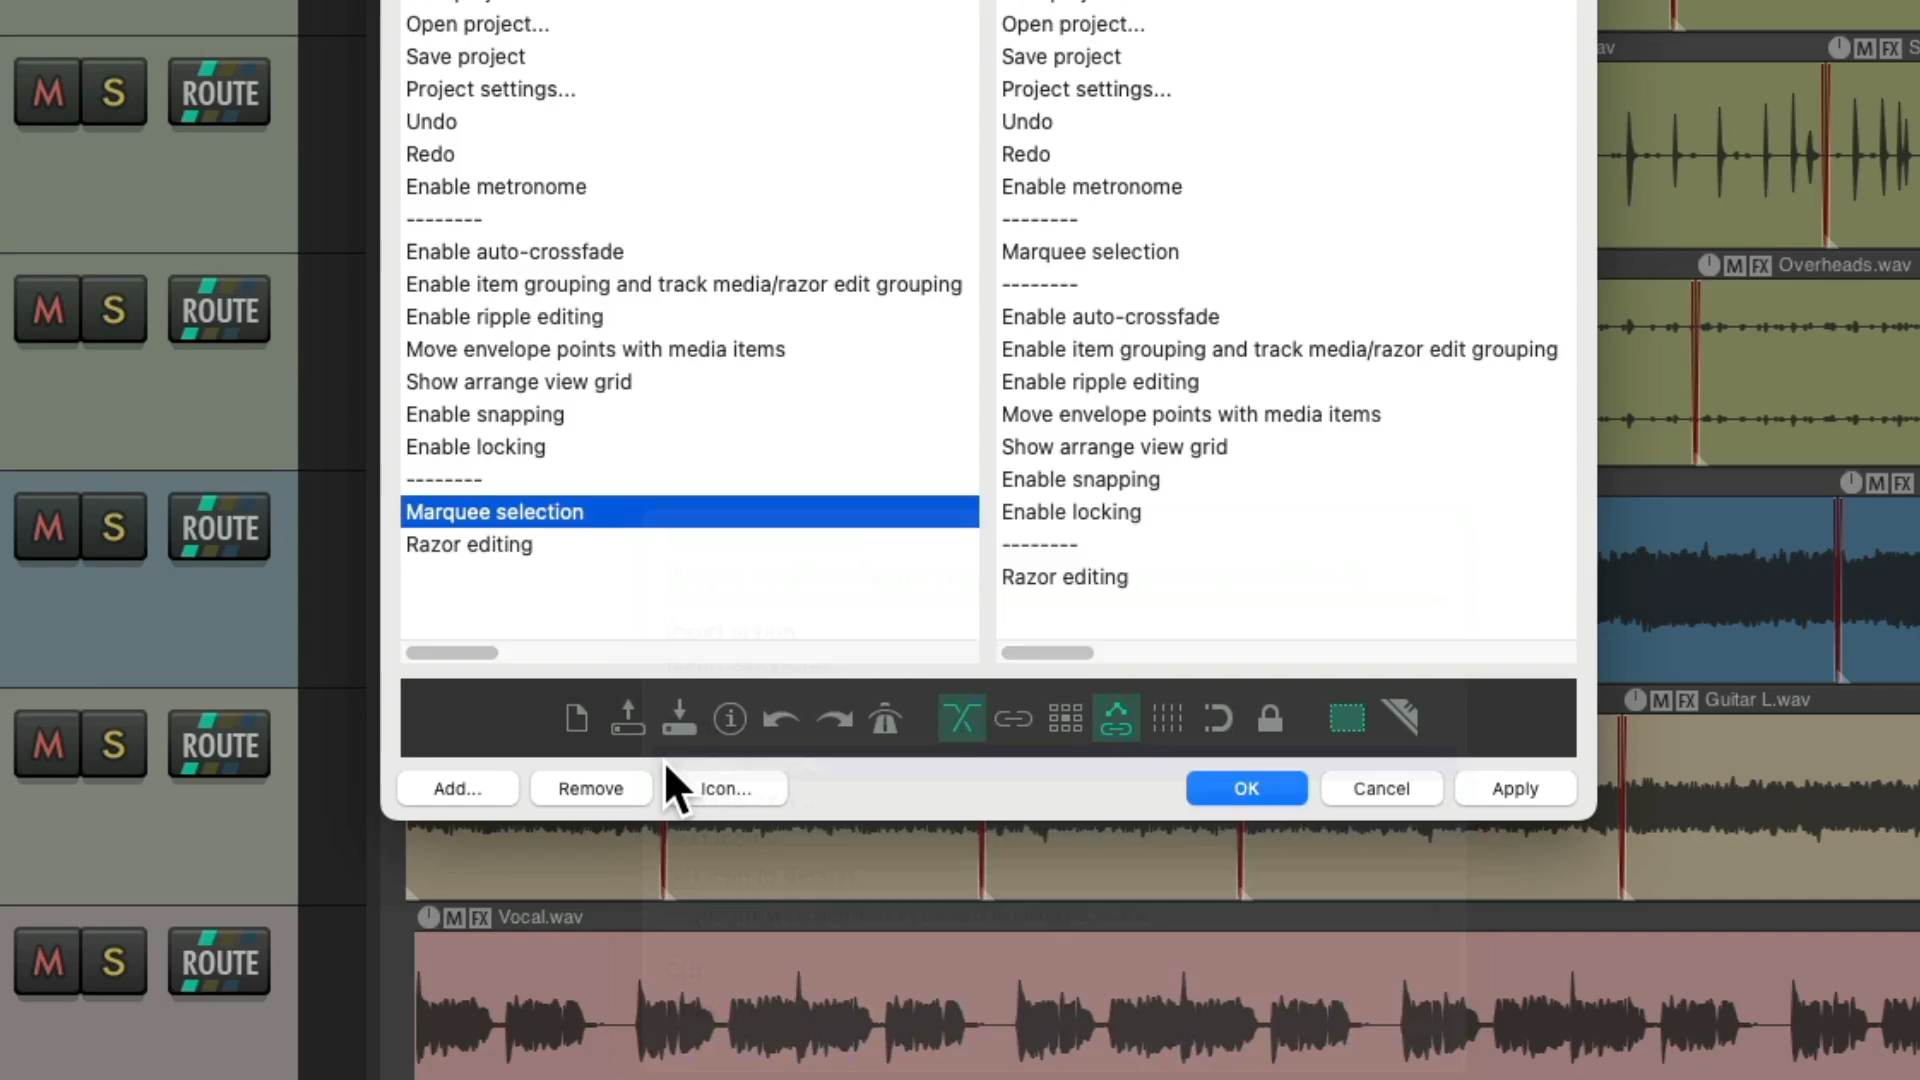 Open project...
Save project
Project settings...
Undo
Redo
Enable metronome
--------
Enable auto-crossfade
Enable item grouping and track media/razor edit grouping
Enable ripple editing
Move envelope points with media items
Show arrange view grid
Enable snapping
Enable locking
--------
Marquee selection
Razor editing
Open project...
Save project
Project settings...
Undo
Redo
Enable metronome
--------
Marquee selection
--------
Enable auto-crossfade
Enable item grouping and track media/razor edit grouping
Enable ripple editing
Move envelope points with media items
Show arrange view grid
Enable snapping
Enable locking
--------
Razor editing
Add... Remove Icon... OK Cancel Apply
M S ROUTE
M S ROUTE
M S ROUTE
M S ROUTE
M S ROUTE
av M FX S
M FX Overheads.wav
M FX
M FX Guitar L.wav
M FX Vocal.wav